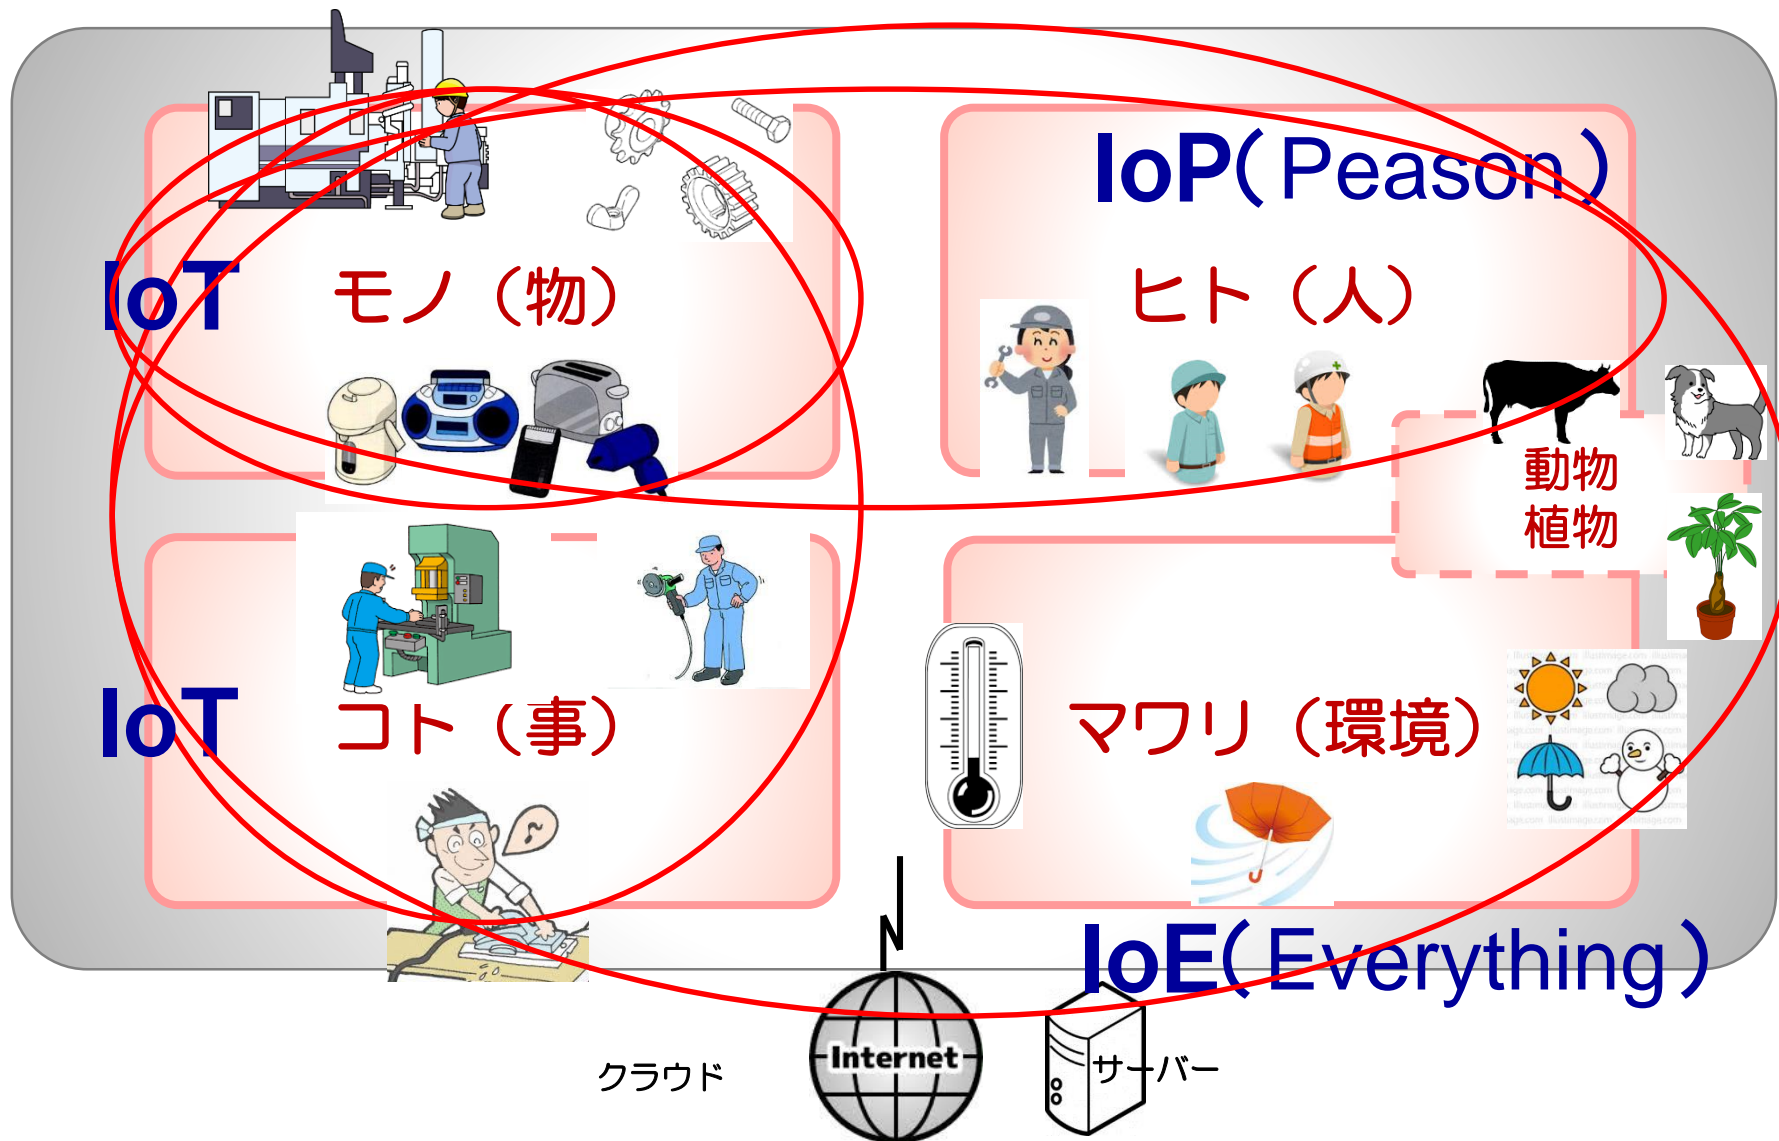 IoP(Peason)
IoT
モノ（物）
ヒト（人）
動物
植物
IoT
コト（事）
マワリ（環境）
IoE(Everything)
Internet
クラウド
サーバー